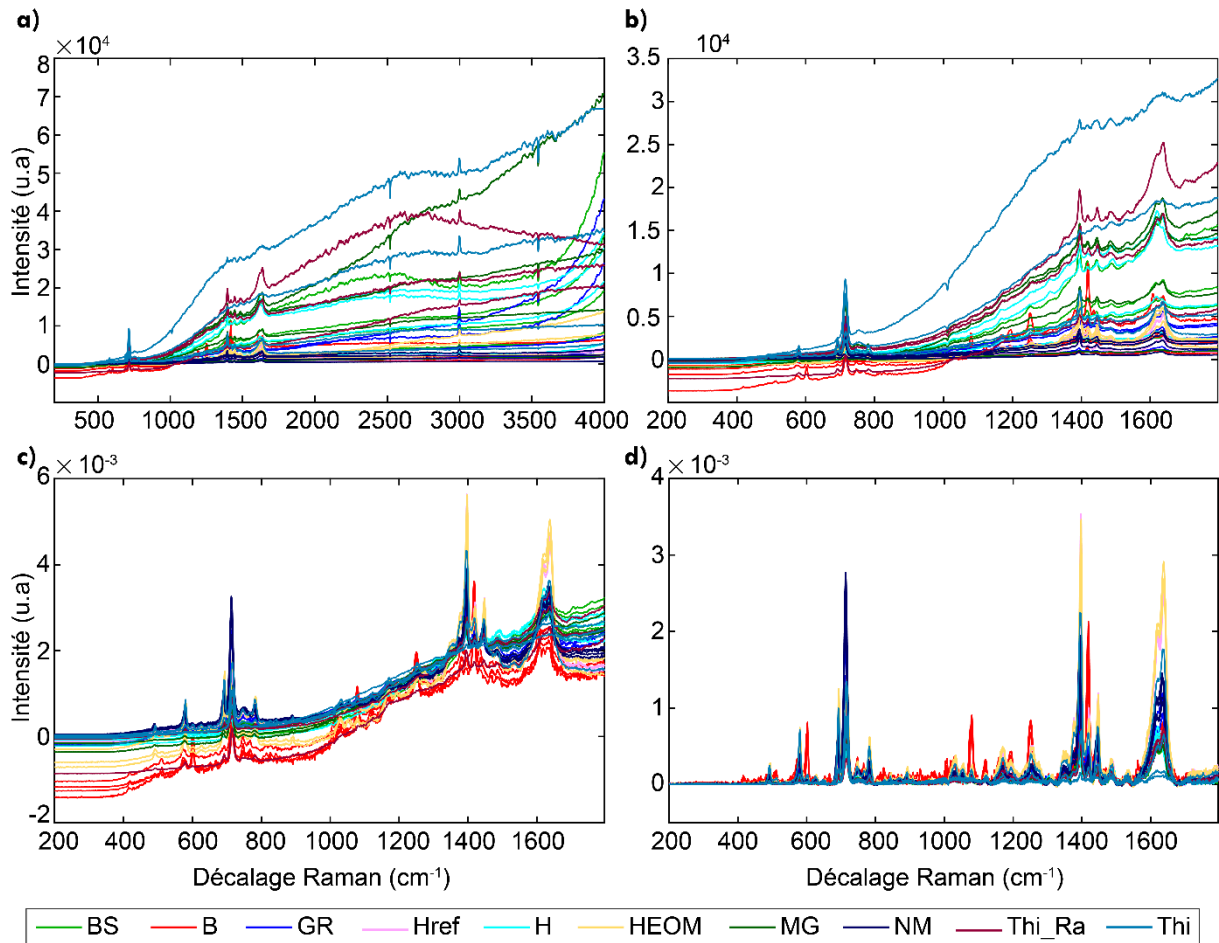 a)
×10⁴
Intensité (u.a)
8
7
6
5
4
3
2
1
0
500 1000 1500 2000 2500 3000 3500 4000
b)
10⁴
3.5
3
2.5
2
1.5
1
0.5
0
200 400 600 800 1000 1200 1400 1600
c)
× 10⁻³
Intensité (u.a)
6
4
2
0
-2
200 400 600 800 1000 1200 1400 1600
Décalage Raman (cm⁻¹)
d)
× 10⁻³
4
3
2
1
0
200 400 600 800 1000 1200 1400 1600
Décalage Raman (cm⁻¹)
BS B GR Href H HEOM MG NM Thi_Ra Thi